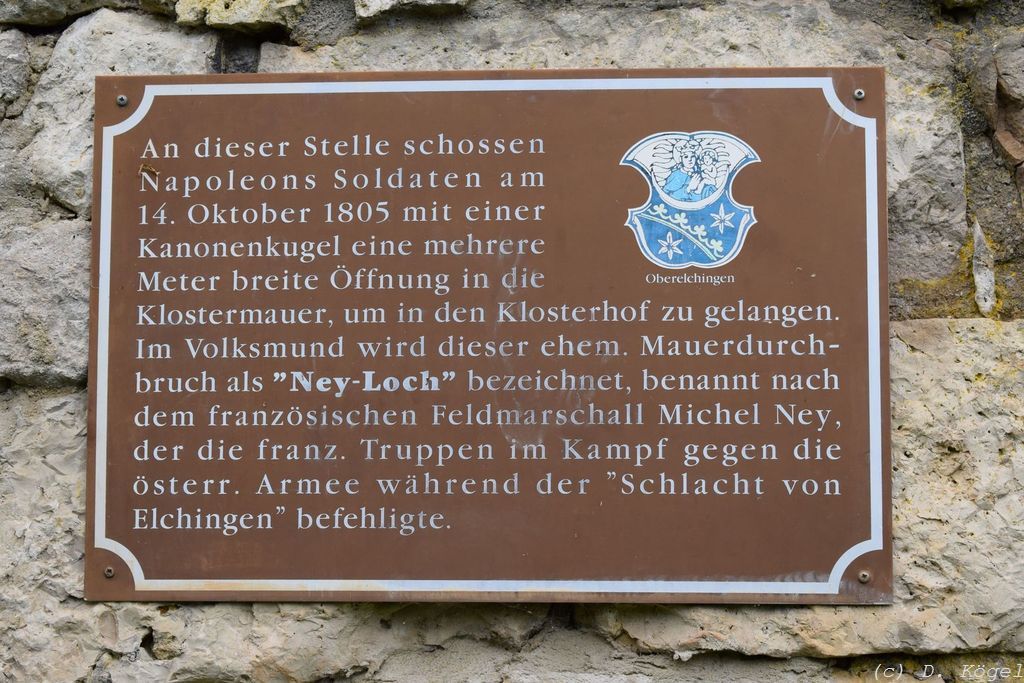 An dieser Stelle schossen
Napoleons Soldaten am
14. Oktober 1805 mit einer
Kanonenkugel eine mehrere
Meter breite Öffnung in die
Klostermauer, um in den Klosterhof zu gelangen.
Im Volksmund wird dieser ehem. Mauerdurch-
bruch als "Ney-Loch" bezeichnet, benannt nach
dem französischen Feldmarschall Michel Ney,
der die franz. Truppen im Kampf gegen die
österr. Armee während der "Schlacht von
Elchingen" befehligte.
Oberelchingen
(c) D. Kögel